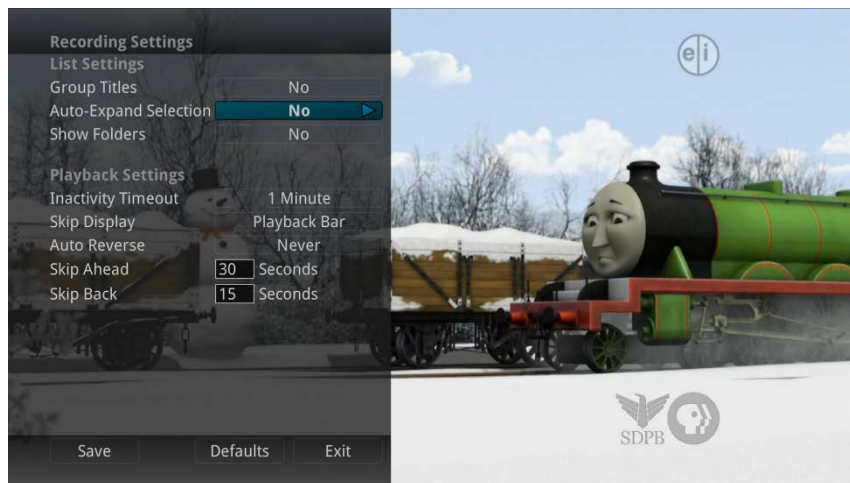 Recording Settings
List Settings
Group Titles No
Auto-Expand Selection No
Show Folders No
Playback Settings
Inactivity Timeout 1 Minute
Skip Display Playback Bar
Auto Reverse Never
Skip Ahead 30 Seconds
Skip Back 15 Seconds
Save Defaults Exit
e|i
SDPB